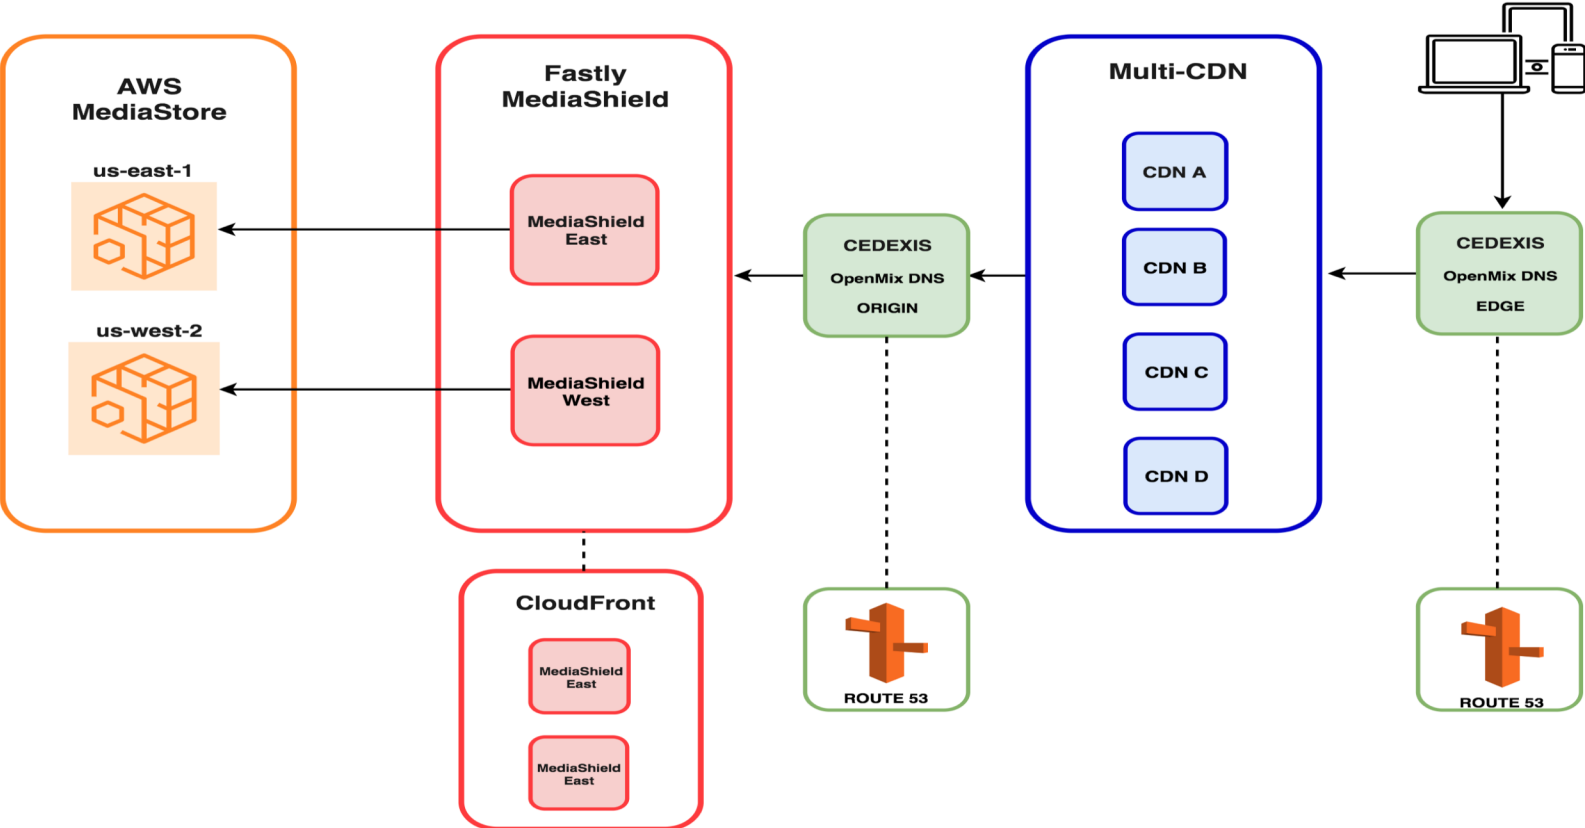 AWS
MediaStore
us-east-1
us-west-2
Fastly
MediaShield
MediaShield
East
MediaShield
West
CloudFront
MediaShield
East
MediaShield
East
CEDEXIS
OpenMix DNS
ORIGIN
ROUTE 53
Multi-CDN
CDN A
CDN B
CDN C
CDN D
CEDEXIS
OpenMix DNS
EDGE
ROUTE 53